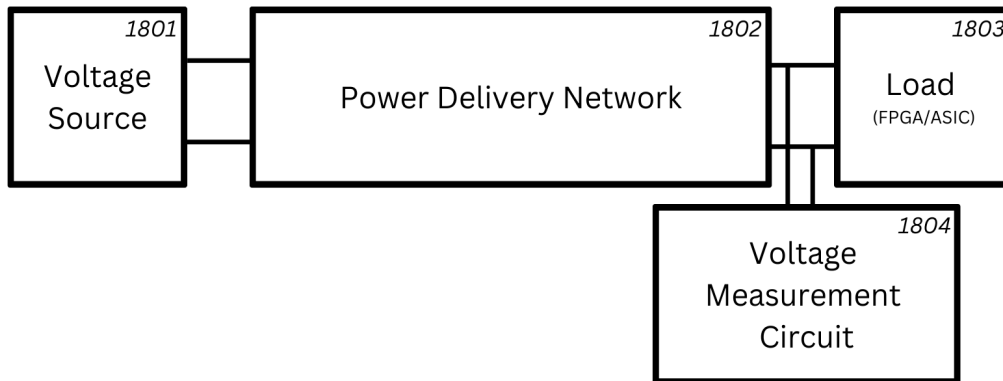 1801
Voltage
Source
1802
Power Delivery Network
1803
Load
(FPGA/ASIC)
1804
Voltage
Measurement
Circuit